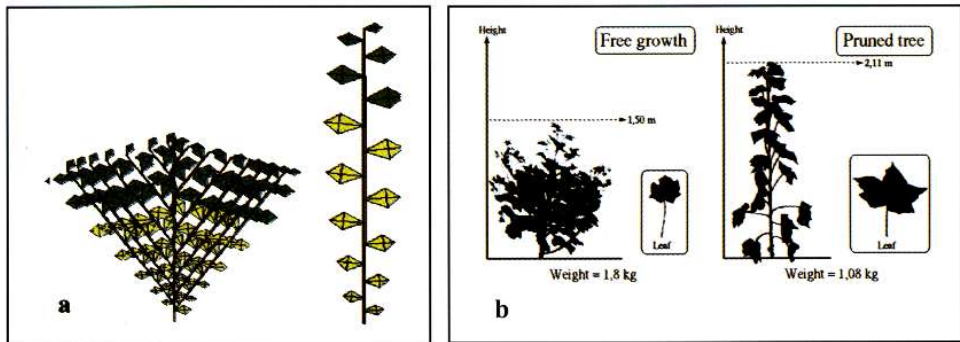 a
Height
Free growth
1,50 m
Leaf
Weight = 1,8 kg
Height
Pruned tree
2,11 m
Leaf
Weight = 1,08 kg
b